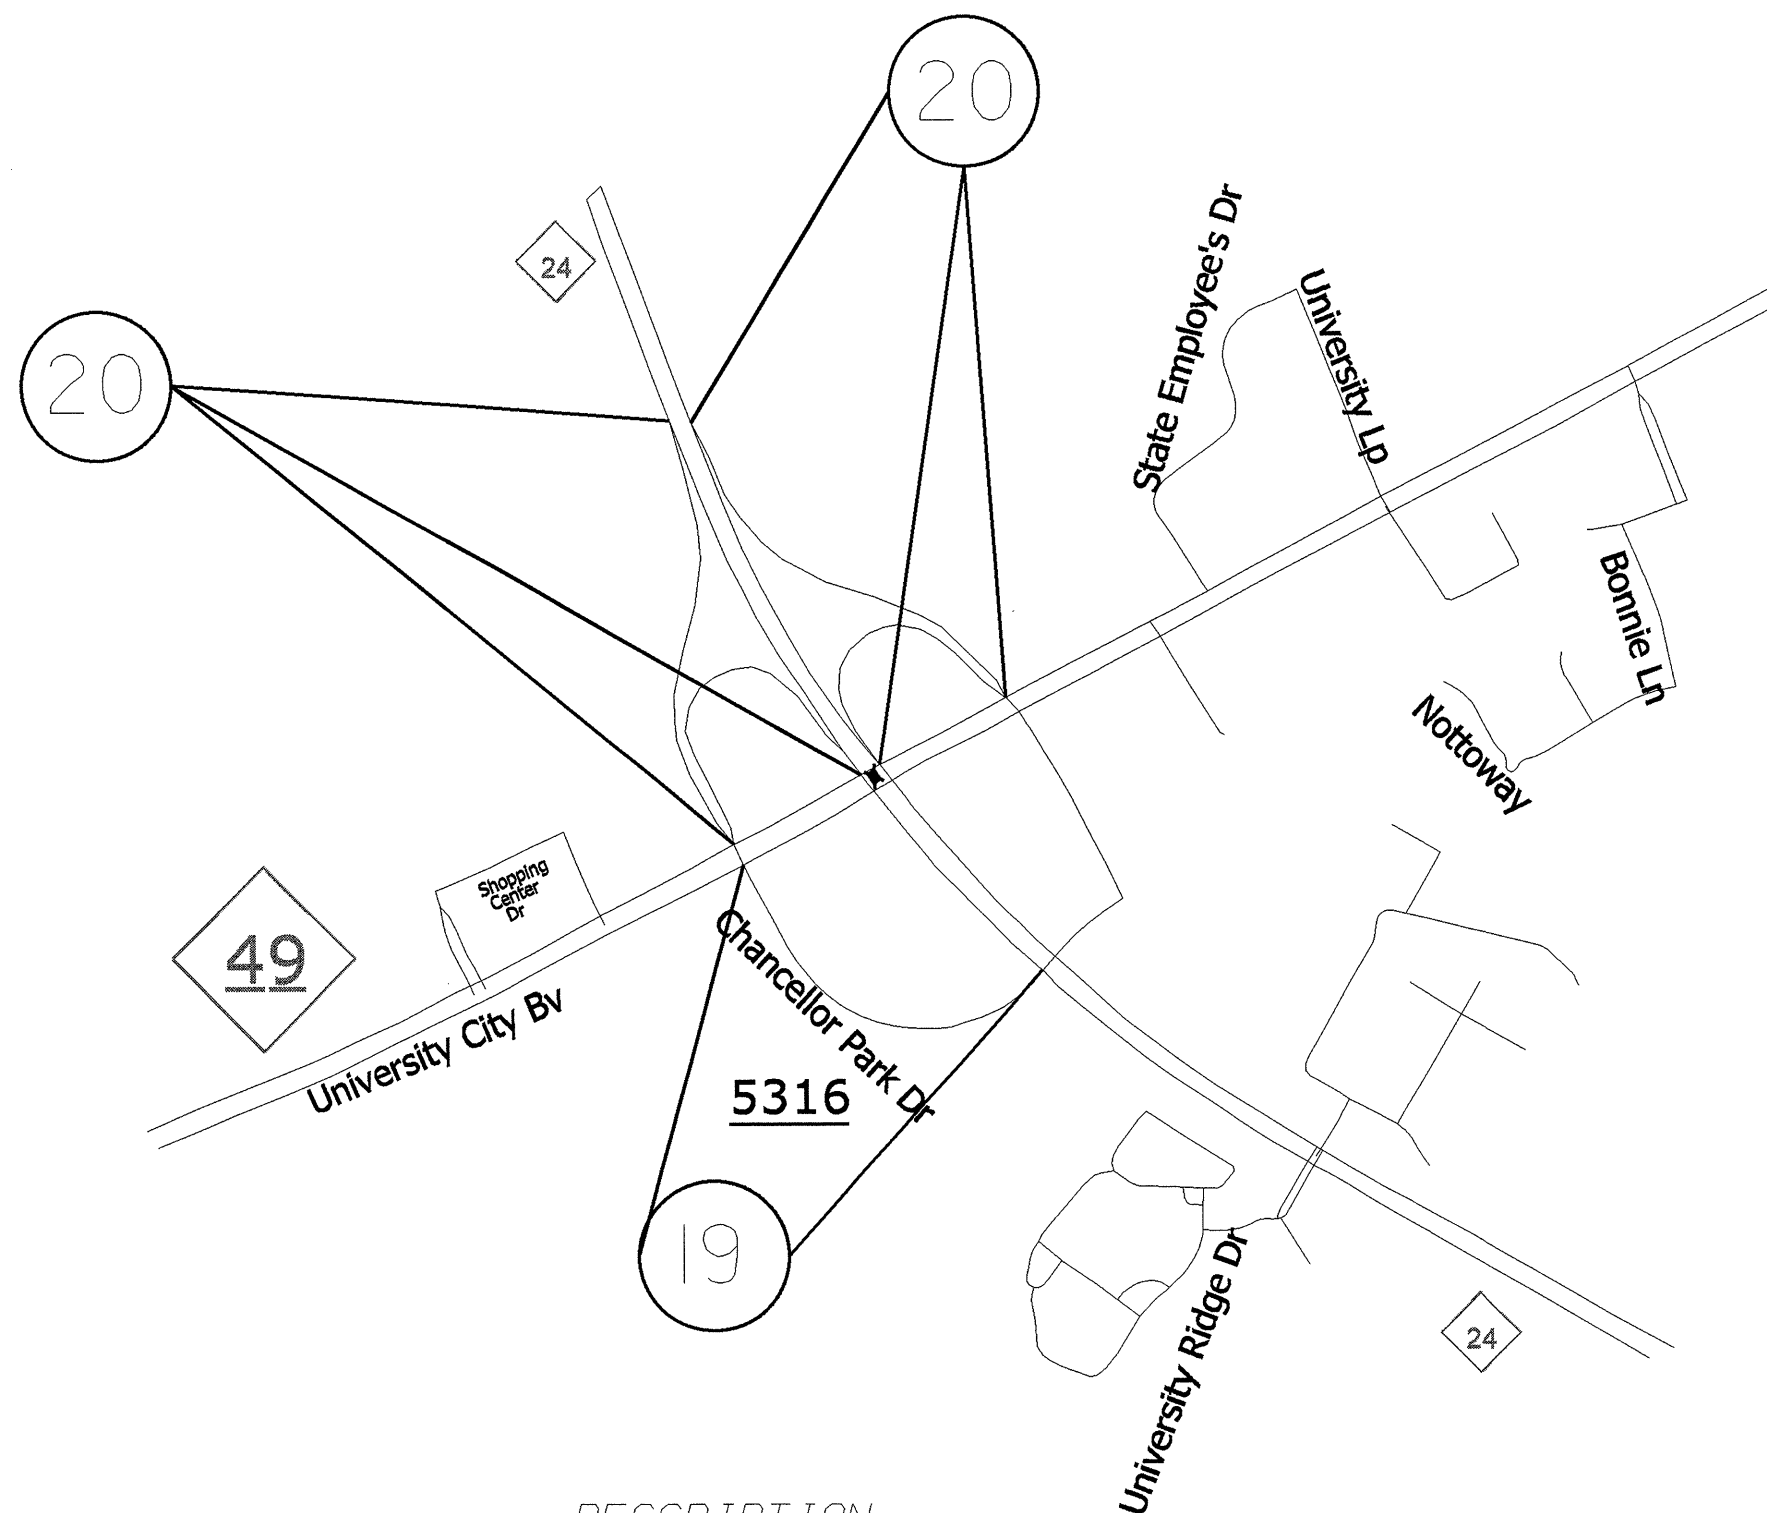 20
State Employee's Dr
24
University Lp
20
Bonnie Ln
Nottoway
Shopping
Center
Dr
Chancellor Park Dr
49
University City Bv
5316
19
University Ridge Dr
24
DESCRIPTION